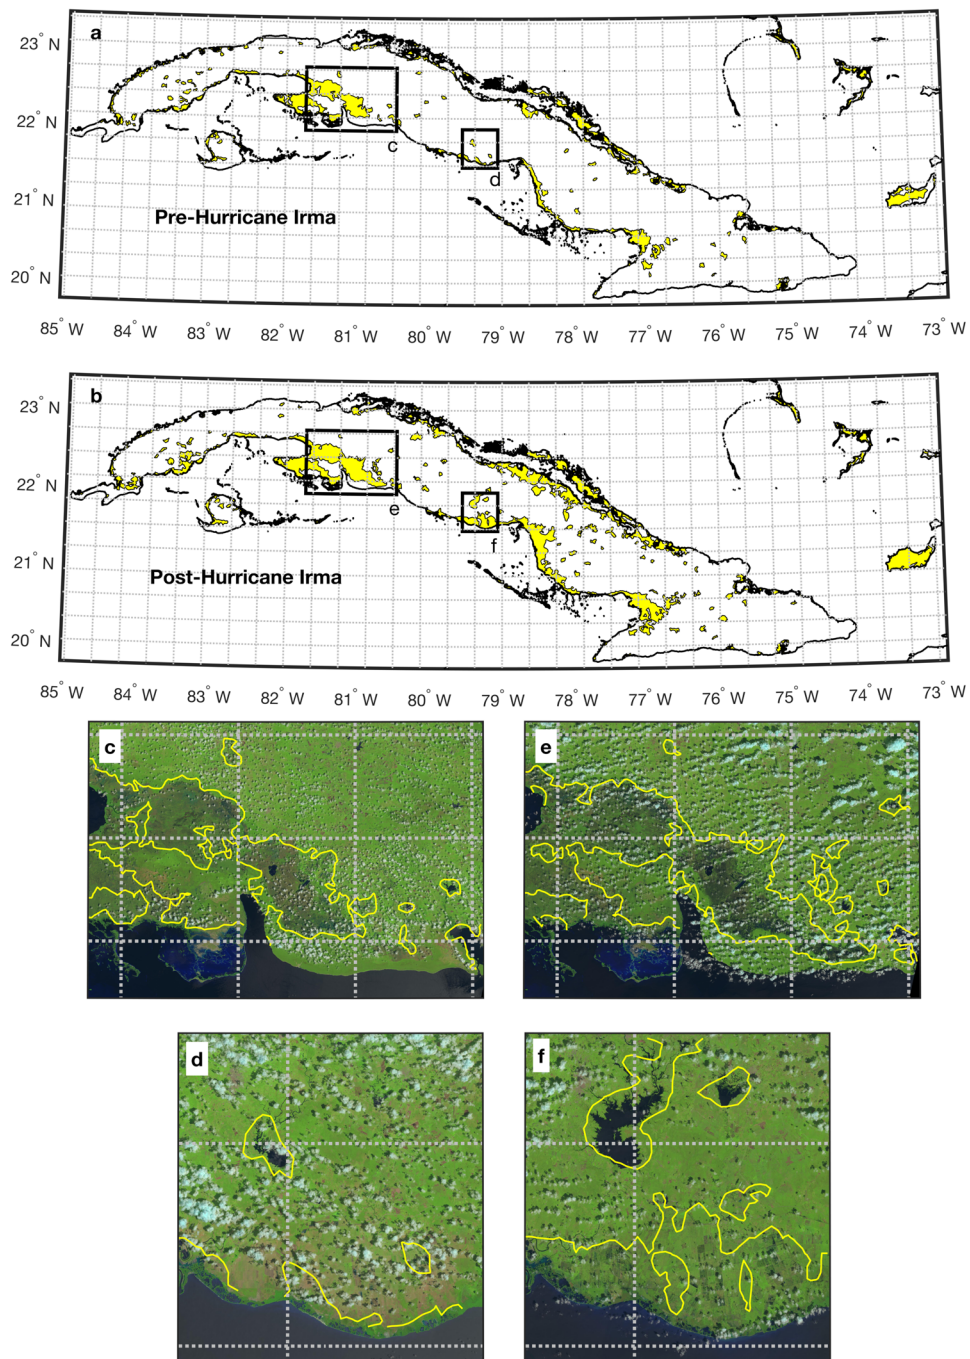 a
23° N
22° N
21° N
20° N
c
d
Pre-Hurricane Irma
85° W 84° W 83° W 82° W 81° W 80° W 79° W 78° W 77° W 76° W 75° W 74° W 73° W
b
23° N
22° N
21° N
20° N
e
f
Post-Hurricane Irma
85° W 84° W 83° W 82° W 81° W 80° W 79° W 78° W 77° W 76° W 75° W 74° W 73° W
c
e
d
f